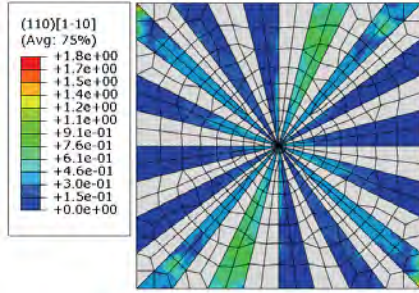 (110)[1-10]
(Avg: 75%)
+1.8e+00
+1.7e+00
+1.5e+00
+1.4e+00
+1.2e+00
+1.1e+00
+9.1e-01
+7.6e-01
+6.1e-01
+4.6e-01
+3.0e-01
+1.5e-01
+0.0e+00